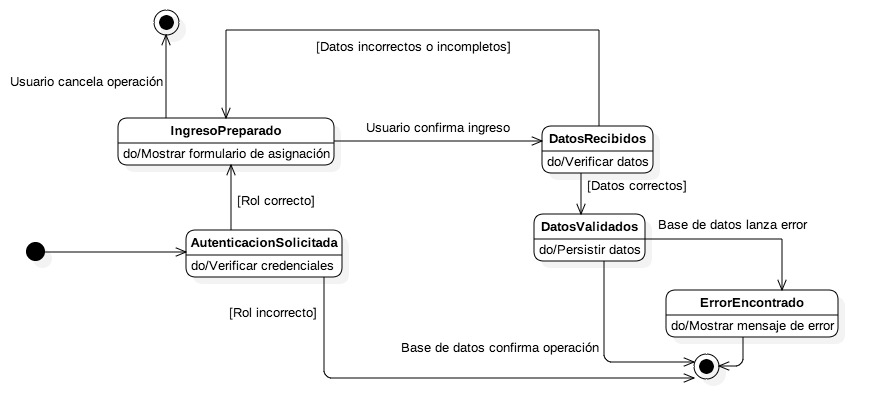 [Datos incorrectos o incompletos]
Usuario cancela operación
IngresoPreparado
do/Mostrar formulario de asignación
Usuario confirma ingreso
DatosRecibidos
do/Verificar datos
[Datos correctos]
[Rol correcto]
DatosValidados
do/Persistir datos
Base de datos lanza error
AutenticacionSolicitada
do/Verificar credenciales
ErrorEncontrado
do/Mostrar mensaje de error
[Rol incorrecto]
Base de datos confirma operación